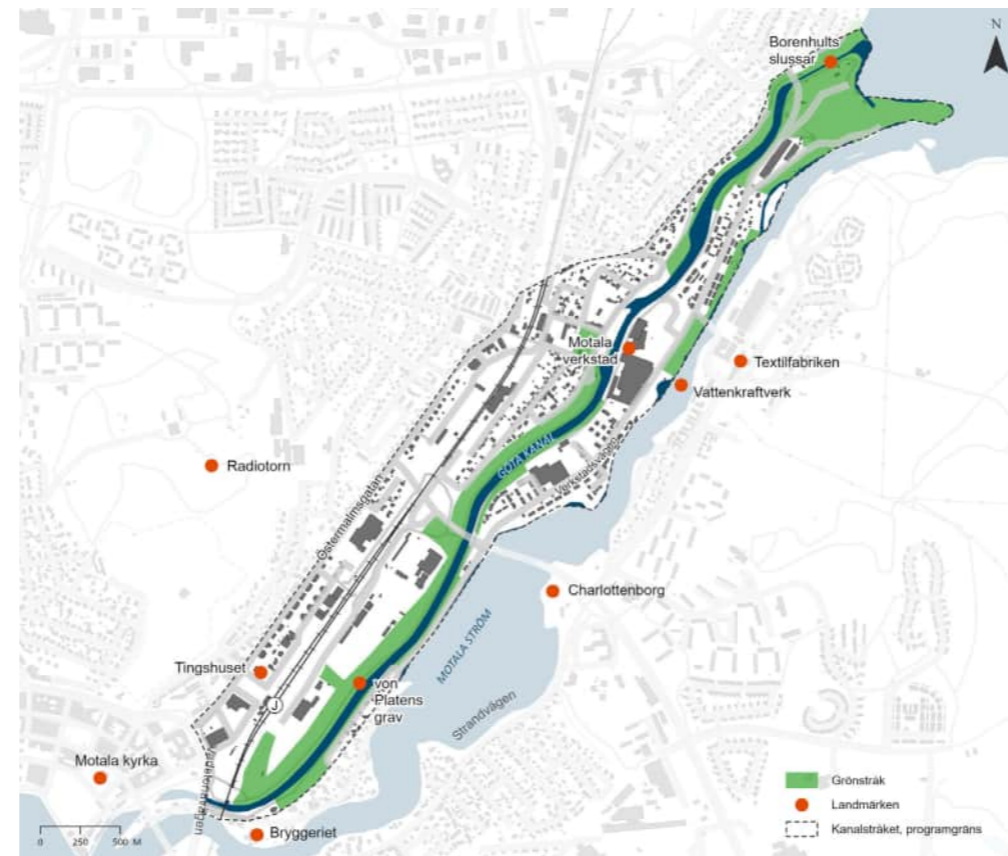 Borenhults
slussar
N
Motala
verkstad
Textilfabriken
Vattenkraftverk
GÖTA KANAL
Radiotorn
Verkstadsvägen
Östermalmsgatan
Charlottenborg
MOTALA STRÖM
Tingshuset
von
Platens
grav
J
Strandvägen
Motala kyrka
Bryggeriet
Grönstråk
Landmärken
Kanalstråket, programgräns
0 250 500 M